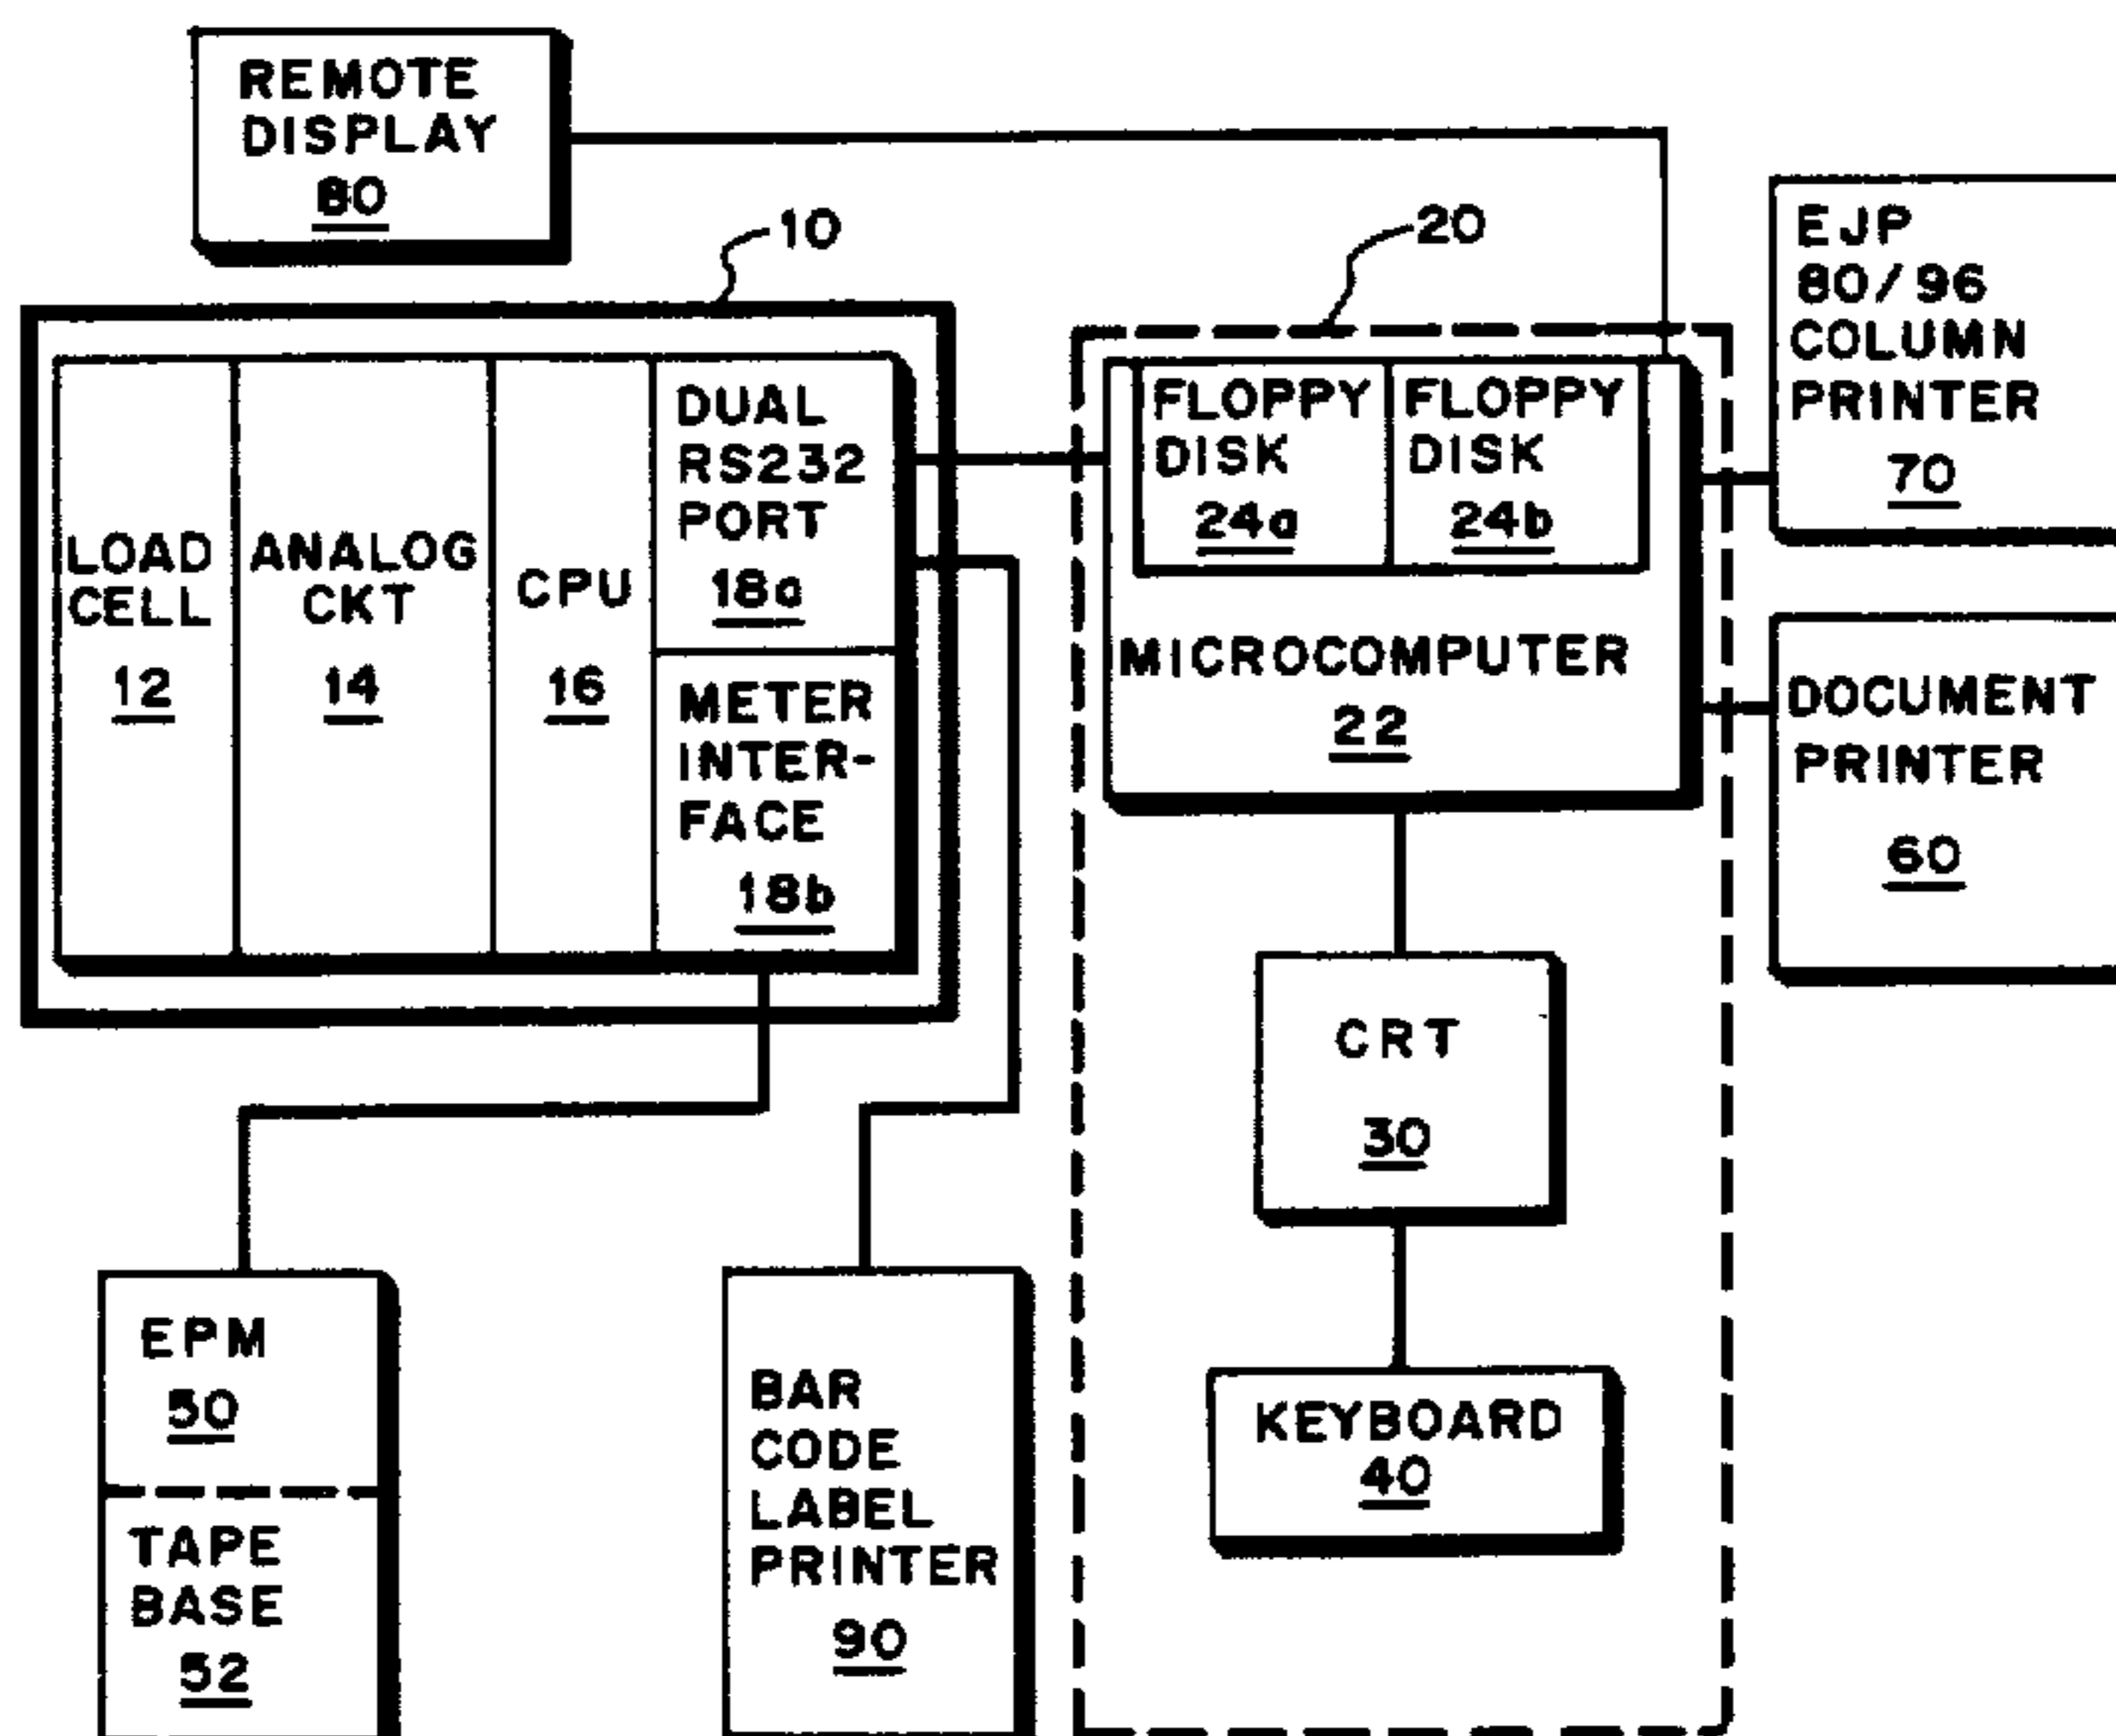 REMOTE
DISPLAY
80
10
20
EJP
80/96
COLUMN
PRINTER
70
LOAD
CELL
12
ANALOG
CKT
14
CPU
16
DUAL
RS232
PORT
18a
METER
INTER-
FACE
18b
FLOPPY
DISK
24a
FLOPPY
DISK
24b
MICROCOMPUTER
22
DOCUMENT
PRINTER
60
CRT
30
KEYBOARD
40
EPM
50
TAPE
BASE
52
BAR
CODE
LABEL
PRINTER
90